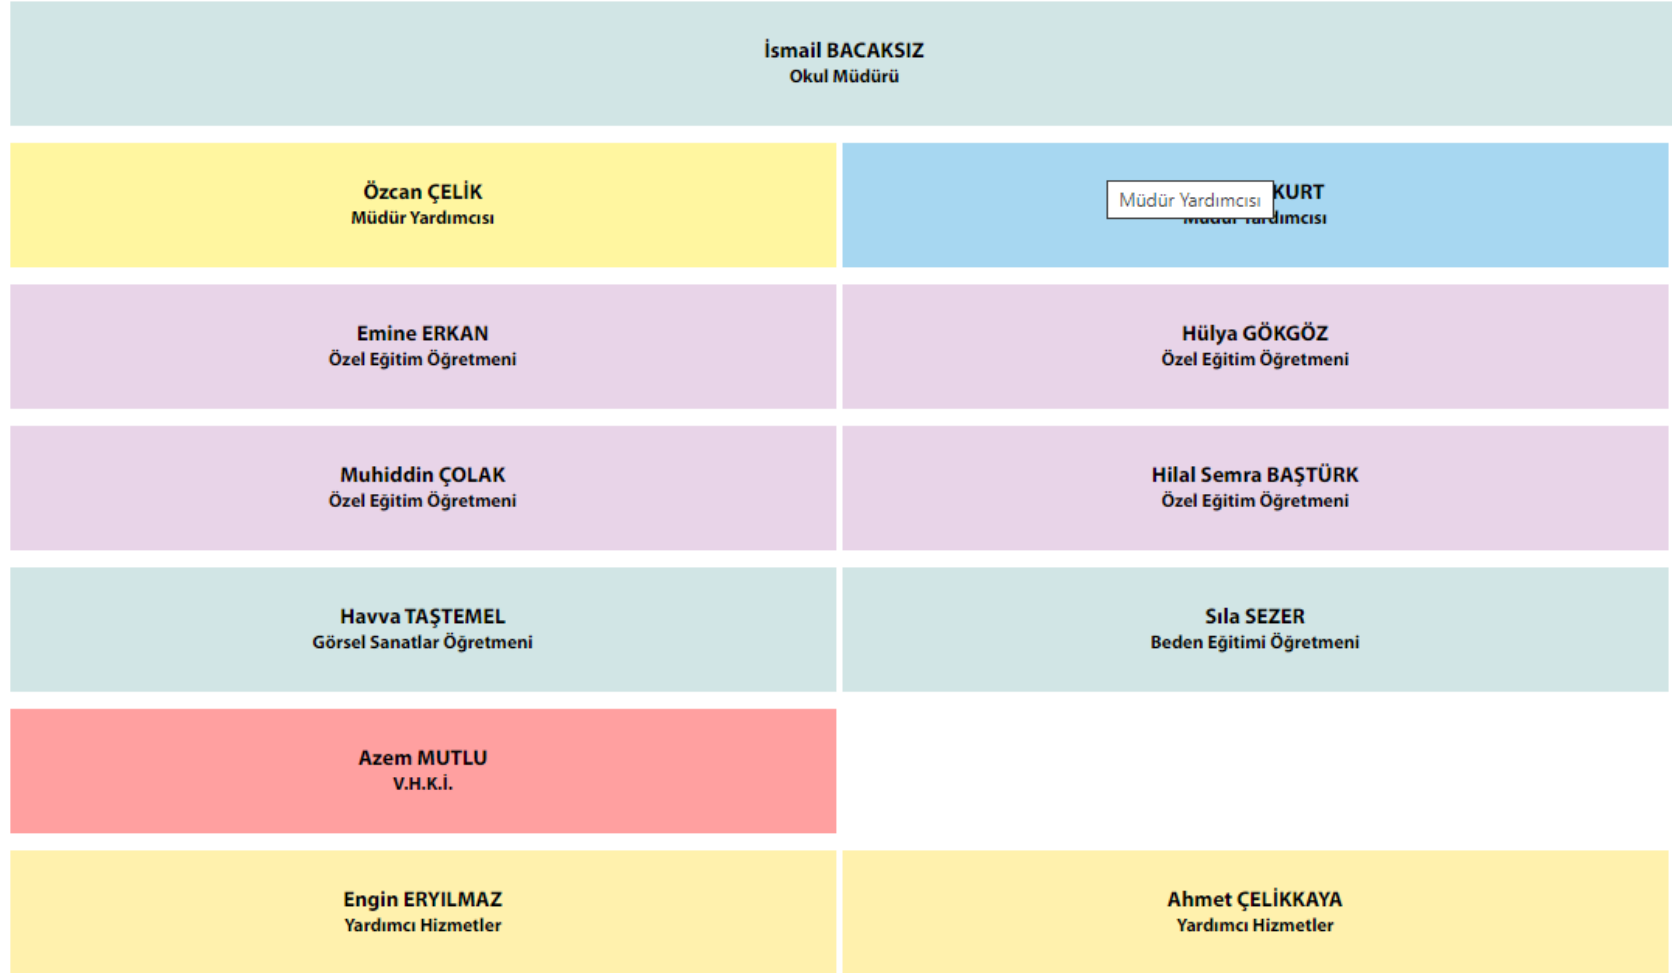 İsmail BACAKSIZ
Okul Müdürü
Özcan ÇELİK
Müdür Yardımcısı
KURT
Müdür Yardımcısı
Müdür Yardımcısı
Emine ERKAN
Özel Eğitim Öğretmeni
Hülya GÖKGÖZ
Özel Eğitim Öğretmeni
Muhiddin ÇOLAK
Özel Eğitim Öğretmeni
Hilal Semra BAŞTÜRK
Özel Eğitim Öğretmeni
Havva TAŞTEMEL
Görsel Sanatlar Öğretmeni
Sıla SEZER
Beden Eğitimi Öğretmeni
Azem MUTLU
V.H.K.İ.
Engin ERYILMAZ
Yardımcı Hizmetler
Ahmet ÇELİKKAYA
Yardımcı Hizmetler